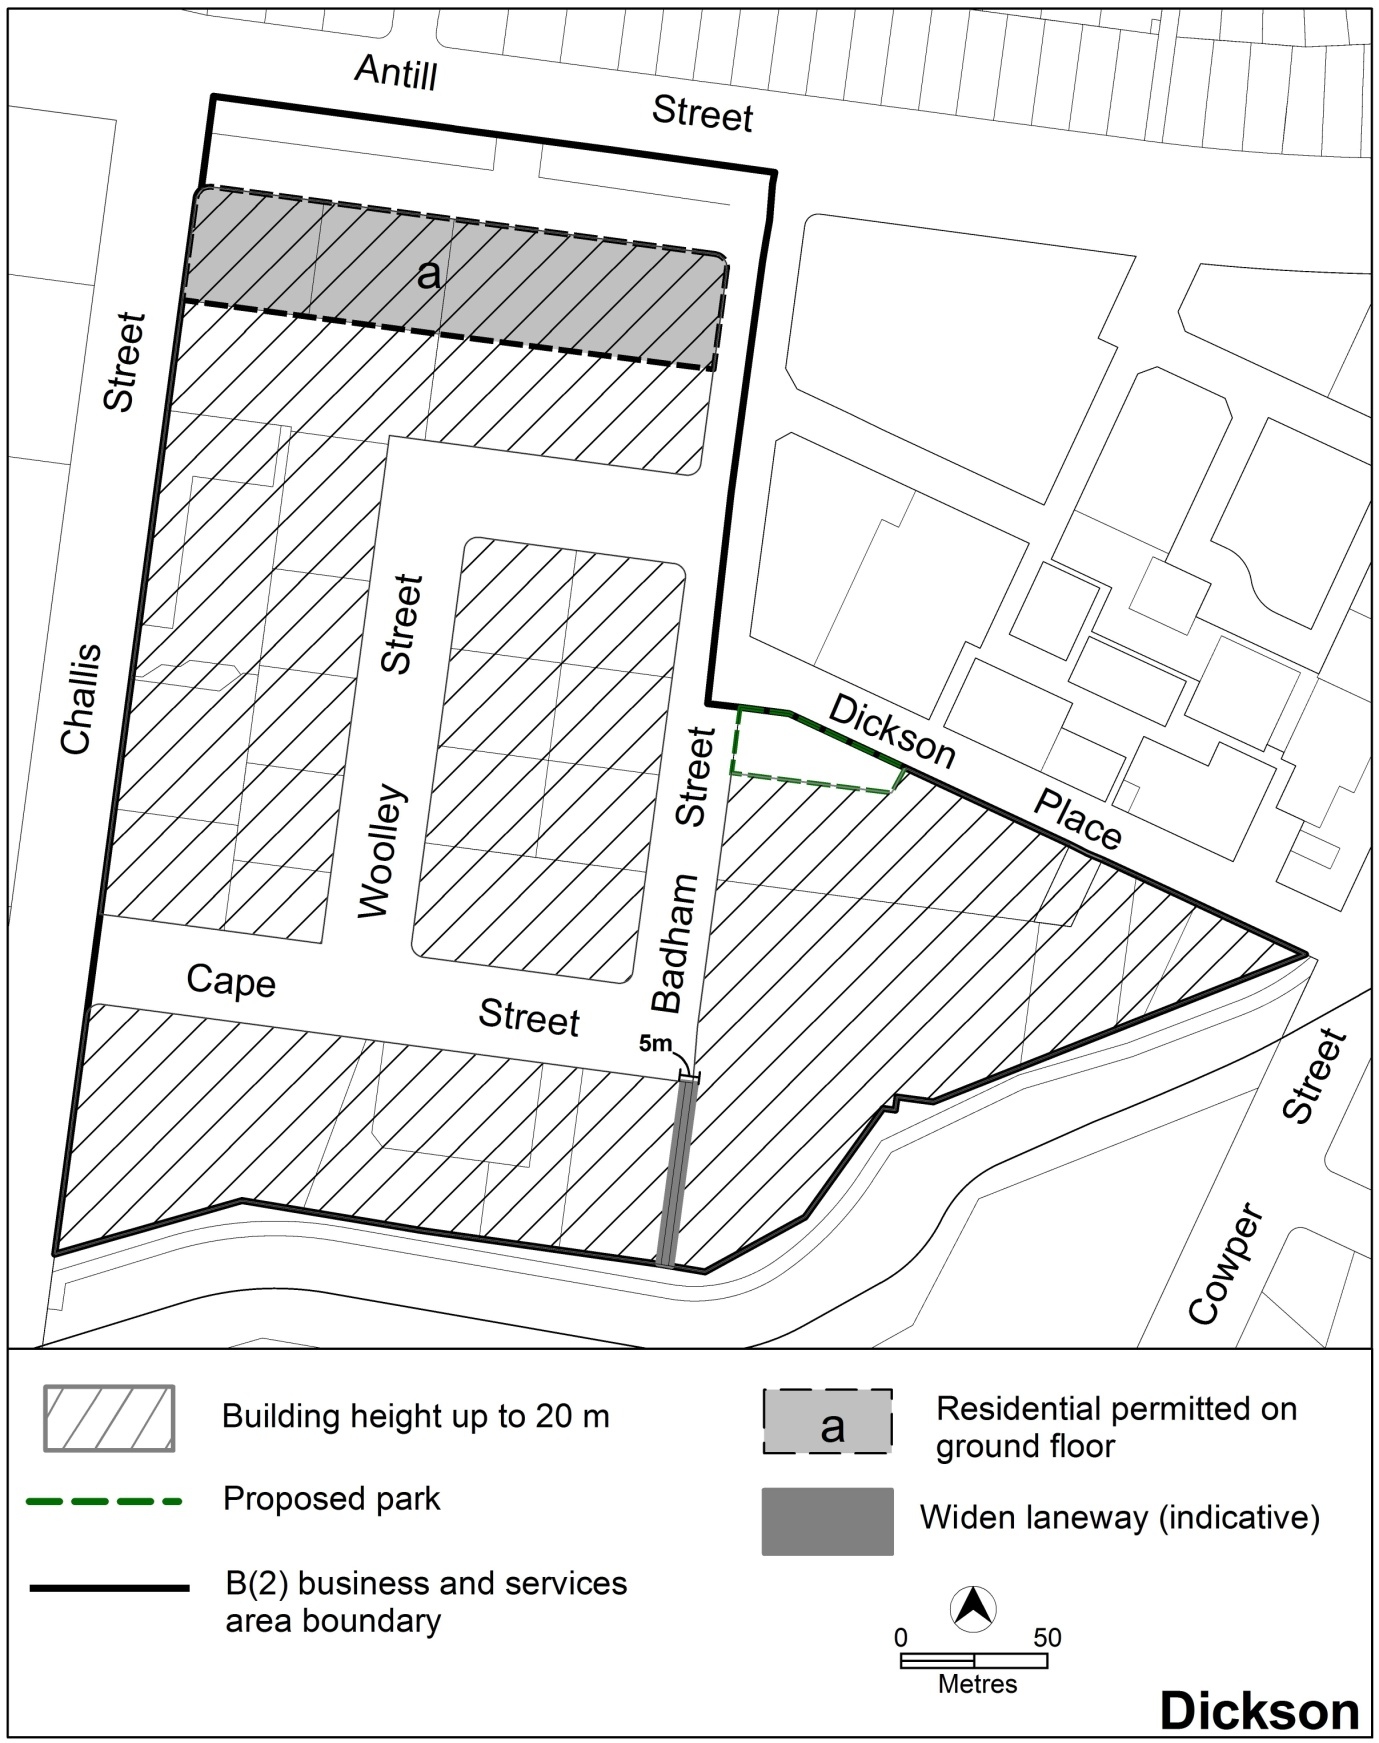 Antill
Street
a
Street
Challis
Street
Woolley
Street
Badham
Dickson
Place
Cape
Street
5m
Street
Cowper
Building height up to 20 m
Proposed park
B(2) business and services
area boundary
a
Residential permitted on
ground floor
Widen laneway (indicative)
0 50
Metres
Dickson